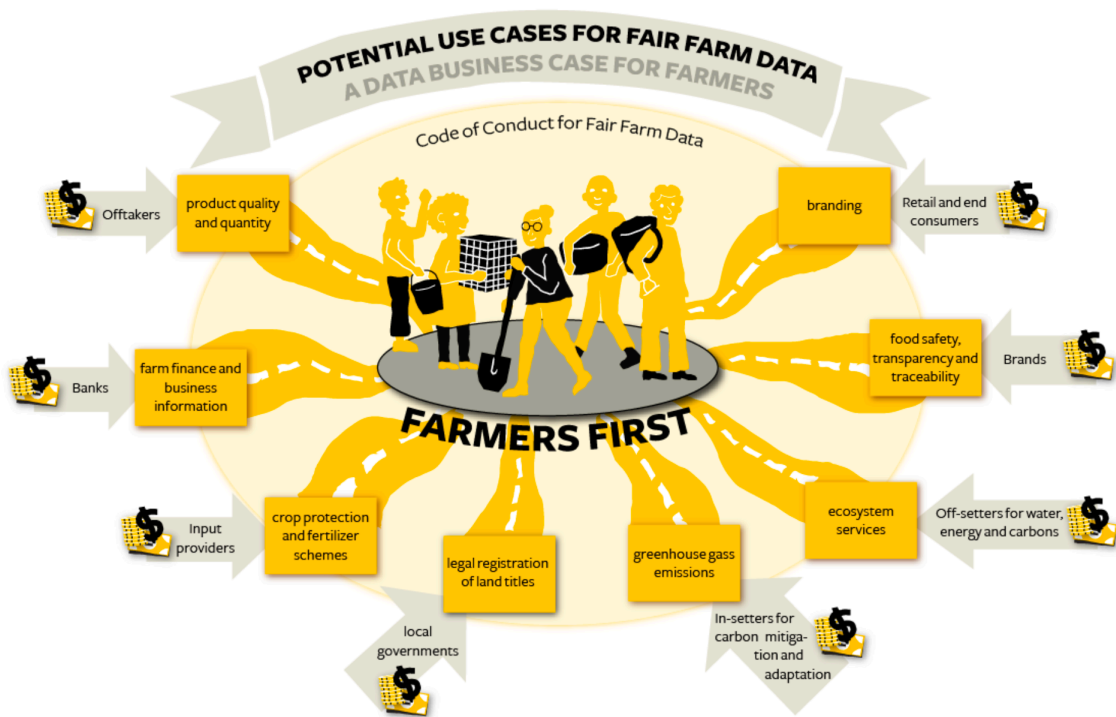 POTENTIAL USE CASES FOR FAIR FARM DATA
A DATA BUSINESS CASE FOR FARMERS
Code of Conduct for Fair Farm Data
$
Offtakers
product quality
and quantity
branding
Retail and end
consumers
$
$
Banks
farm finance and
business
information
food safety,
transparency and
traceability
Brands
$
FARMERS FIRST
$
Input
providers
crop protection
and fertilizer
schemes
legal registration
of land titles
greenhouse gass
emissions
ecosystem
services
Off-setters for water,
energy and carbons
$
local
governments
$
In-setters for
carbon mitiga-
tion and
adaptation
$